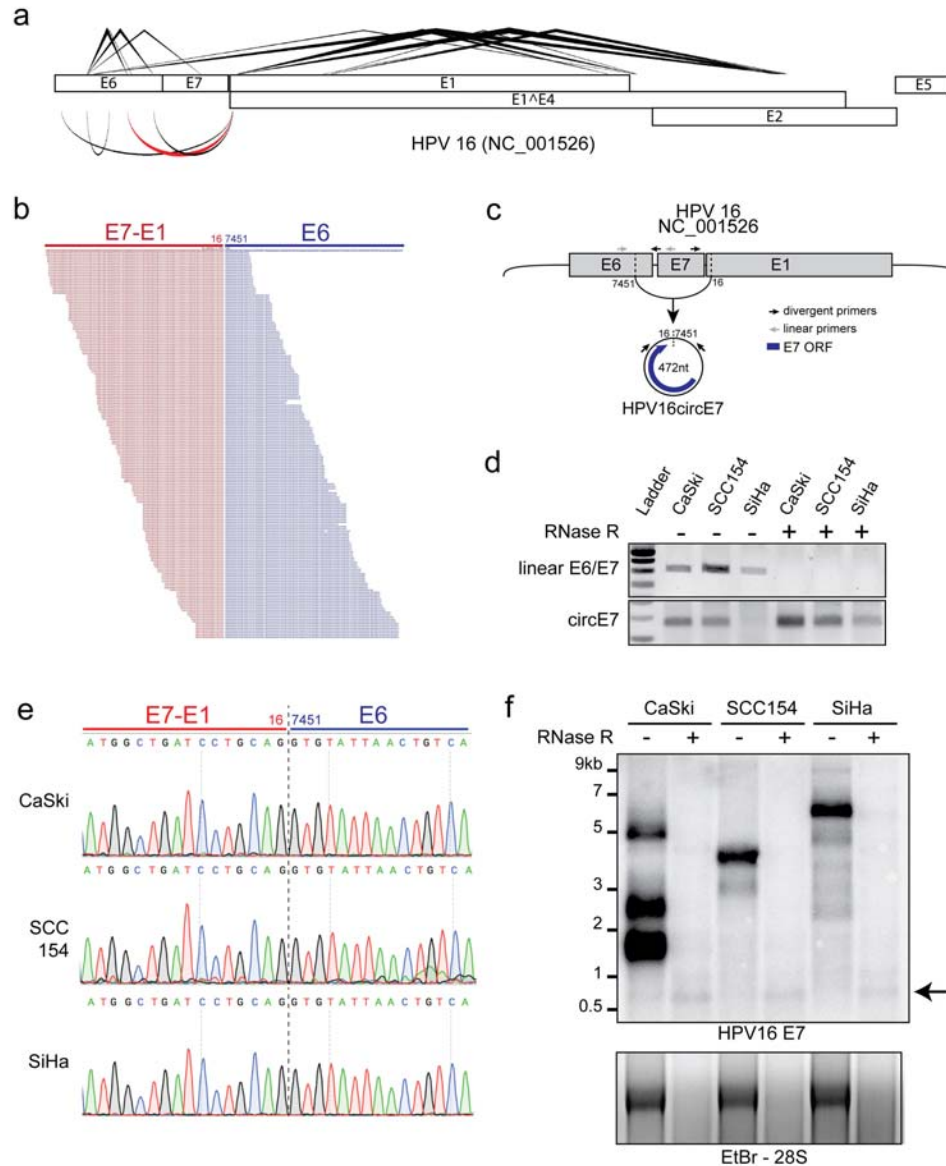 a
E6 E7 E1 E5
E1^E4
E2
HPV 16 (NC_001526)
b
E7-E1 16 7451 E6
c
HPV 16
NC_001526
E6 E7 E1
7451 16
divergent primers
linear primers
E7 ORF
16 7451
472nt
HPV16circE7
d
Ladder CaSki SCC154 SiHa CaSki SCC154 SiHa
RNase R - - - + + +
linear E6/E7
circE7
e
E7-E1 16 7451 E6
A T G G C T G A T C C T G C A G G T G T A T T A A C T G T C A
CaSki
A T G G C T G A T C C T G C A G G T G T A T T A A C T G T C A
SCC
154
A T G G C T G A T C C T G C A G G T G T A T T A A C T G T C A
SiHa
f
CaSki SCC154 SiHa
RNase R - + - + - +
9kb
7
5
3
2
1
0.5
HPV16 E7
EtBr - 28S